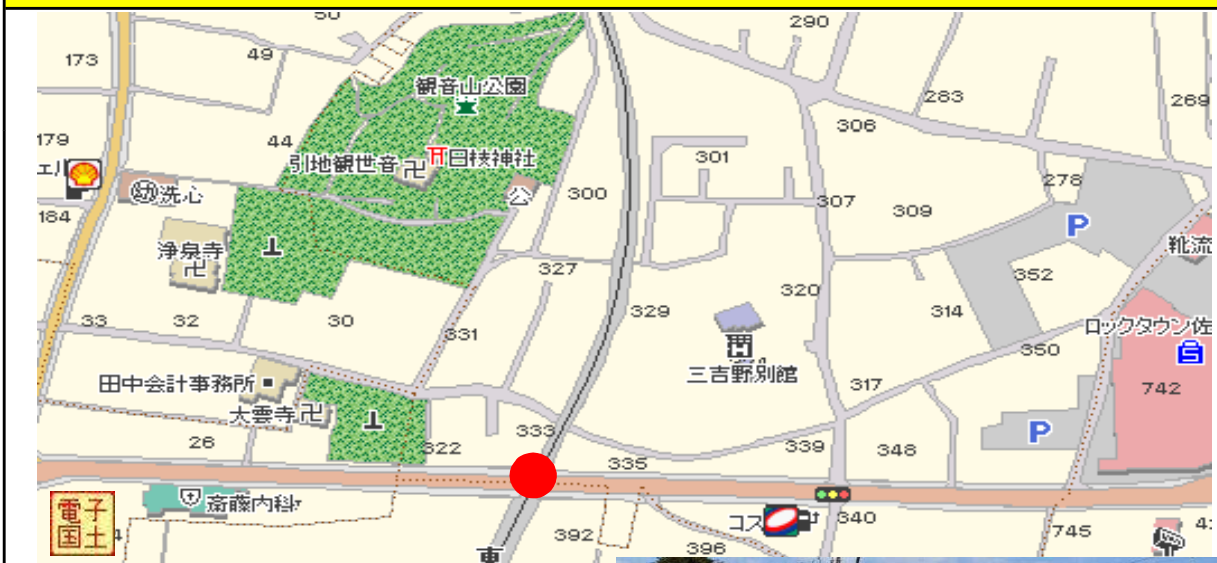 50
290
173
49
観音山公園
283
269
306
179
44
301
引地観世音
日枝神社
278
幼
洗心
公
300
307
309
P
184
浄泉寺
靴流
327
352
320
33
32
30
331
329
314
ロックタウン佐
三吉野別館
350
S
田中会計事務所
317
742
大雲寺
P
26
322
333
335
339
348
電子
国土
斎藤内科
392
コス
340
745
396
東